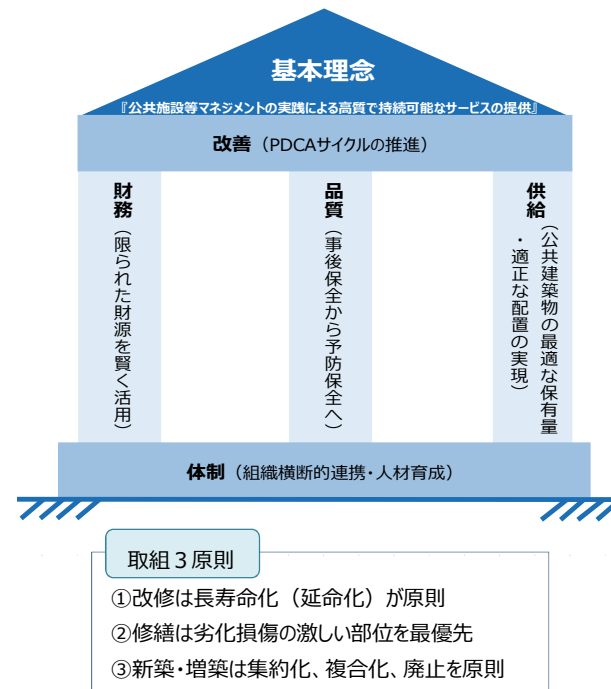 基本理念
『公共施設等マネジメントの実践による高質で持続可能なサービスの提供』
改善（PDCAサイクルの推進）
財務（限られた財源を賢く活用）
品質（事後保全から予防保全へ）
供給（公共建築物の最適な保有量
・適正な配置の実現）
体制（組織横断的連携・人材育成）
取組３原則
①改修は長寿命化（延命化）が原則
②修繕は劣化損傷の激しい部位を最優先
③新築・増築は集約化、複合化、廃止を原則